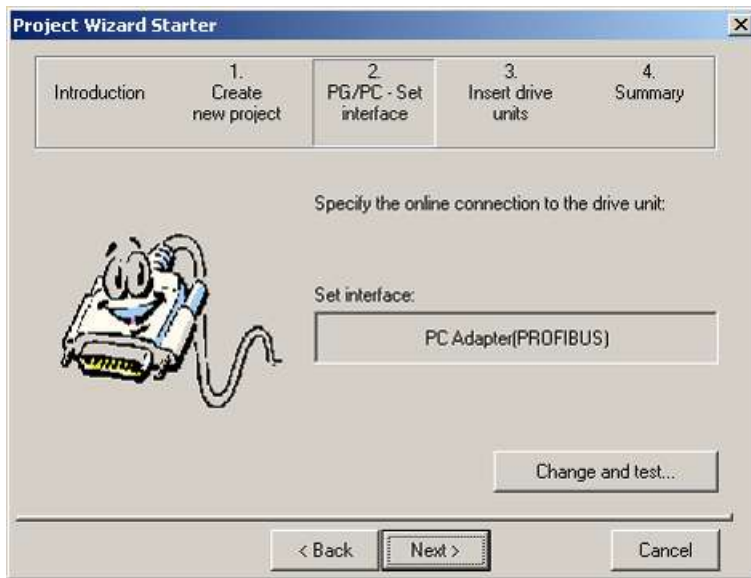 Project Wizard Starter
Introduction
1.
Create
new project
2.
PG/PC - Set
interface
3.
Insert drive
units
4.
Summary
Specify the online connection to the drive unit:
Set interface:
PC Adapter(PROFIBUS)
Change and test...
< Back
Next >
Cancel